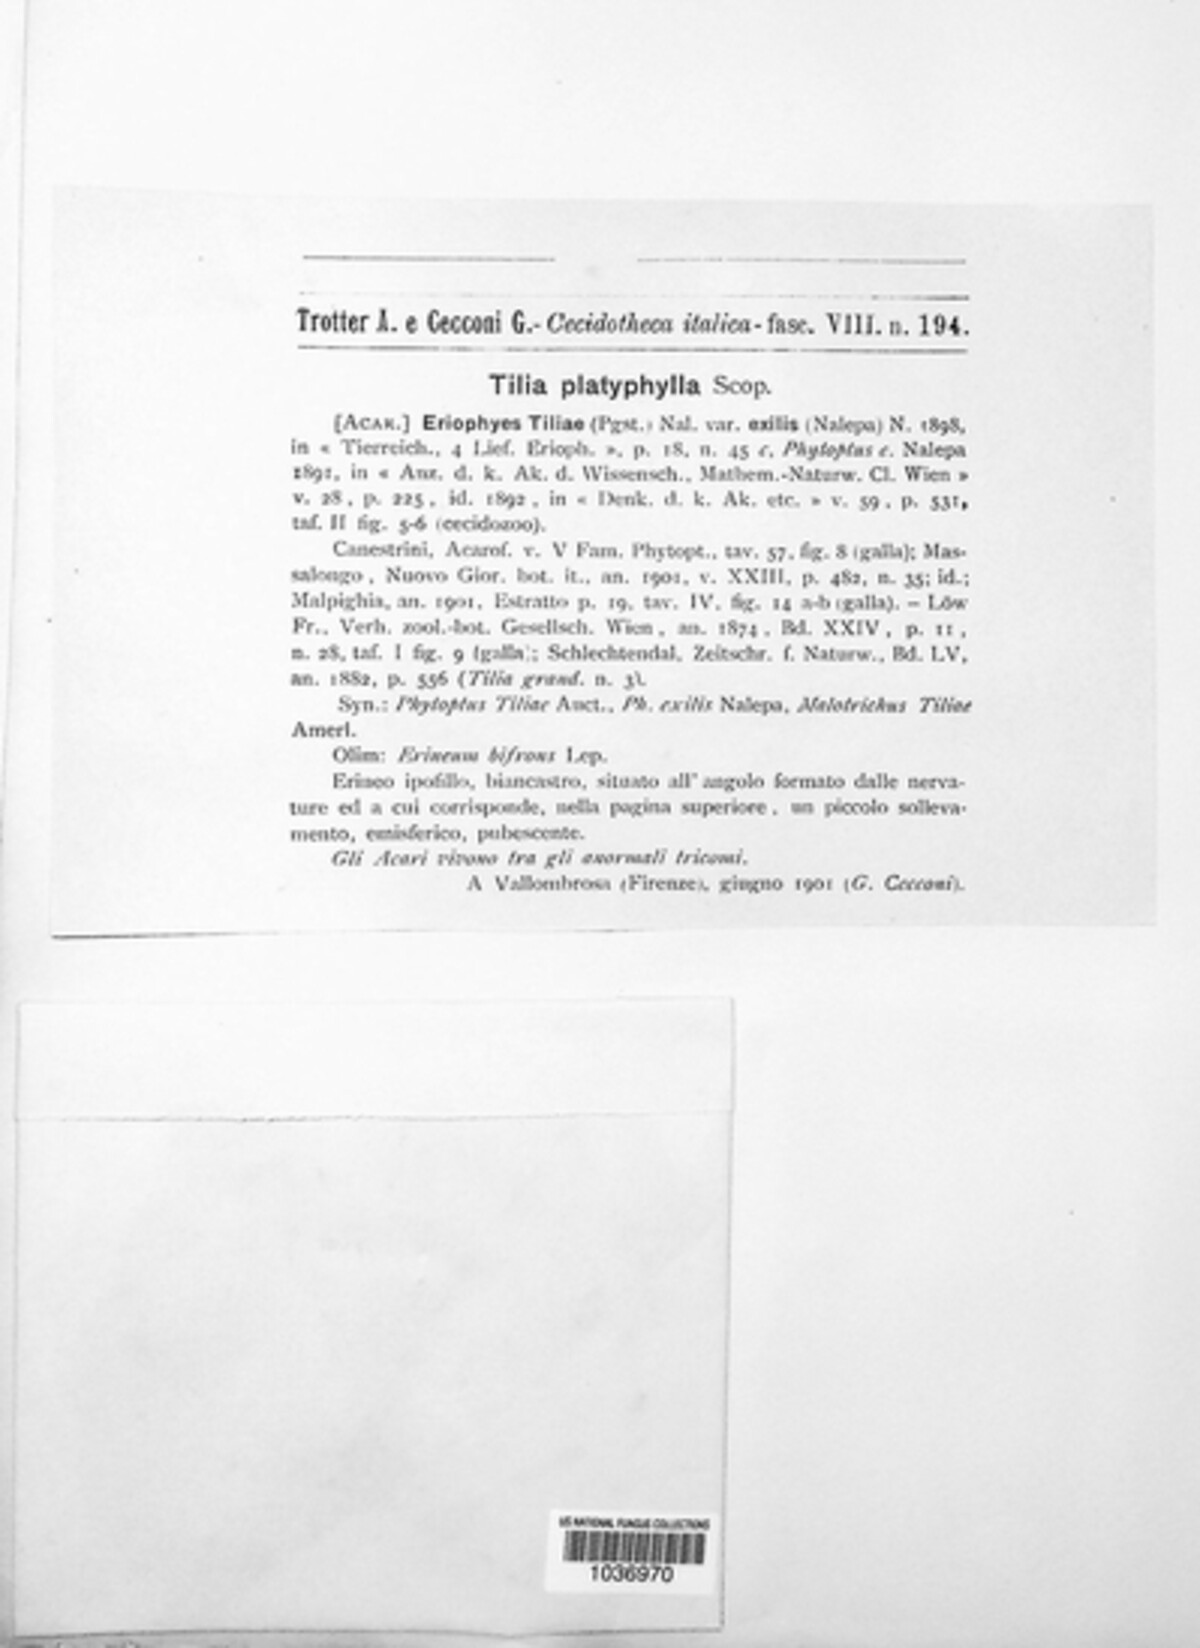 Trotter A. e Cecconi G.- Cecidotheca italica - fasc. VIII. n. 194.
Tilia platyphylla Scop.
[ACAR.] Eriophyes Tiliae (Pgst.) Nal. var. exilis (Nalepa) N. 1898,
in « Tierreich., 4 Lief. Erioph. », p. 18, n. 45 c, Phytoptus e. Nalepa
1891, in « Anz. d. k. Ak. d. Wissensch., Mathem.-Naturw. Cl. Wien »
v. 28, p. 225, id. 1892, in « Denk. d. k. Ak. etc. » v. 59, p. 531,
taf. II fig. 5-6 (cecidozoo).
Canestrini, Acarof. v. V Fam. Phytopt., tav. 57, fig. 8 (galla); Mas-
salongo, Nuovo Gior. bot. it., an. 1901, v. XXIII, p. 482, n. 35; id.;
Malpighia, an. 1901, Estratto p. 19, tav. IV, fig. 14 a-b (galla). – Löw
Fr., Verh. zool.-bot. Gesellsch. Wien, an. 1874, Bd. XXIV, p. 11,
n. 28, taf. I fig. 9 (galla); Schlechtendal, Zeitschr. f. Naturw., Bd. LV,
an. 1882, p. 556 (Tilia grand. n. 3).
Syn.: Phytoptus Tiliae Auct., Ph. exilis Nalepa, Malotrichus Tiliae
Amerl.
Olim: Erineum bifrons Lep.
Erineo ipofillo, biancastro, situato all' angolo formato dalle nerva-
ture ed a cui corrisponde, nella pagina superiore, un piccolo solleva-
mento, emisferico, pubescente.
Gli Acari vivono tra gli anormali tricomi.
A Vallombrosa (Firenze), giugno 1901 (G. Cecconi).
US NATIONAL FUNGUS COLLECTIONS
1036970